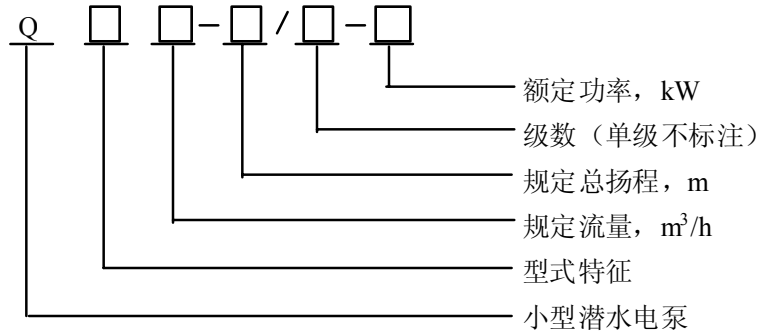 Q □ □-□/□-□
额定功率，kW
级数（单级不标注）
规定总扬程，m
规定流量，m³/h
型式特征
小型潜水电泵